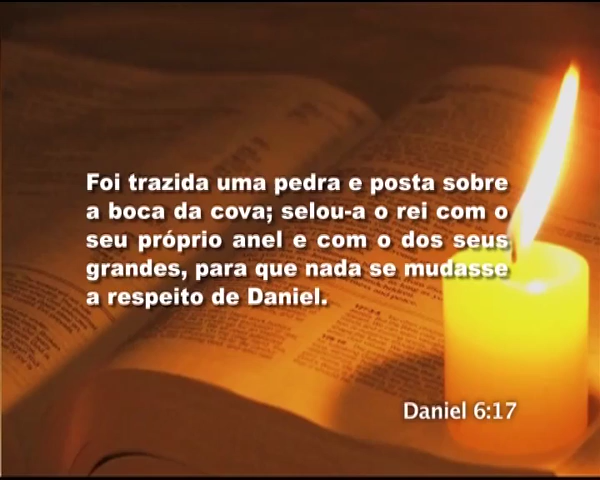 Foi trazida uma pedra e posta sobre
a boca da cova; selou-a o rei com o
seu próprio anel e com o dos seus
grandes, para que nada se mudasse
a respeito de Daniel.
Daniel 6:17